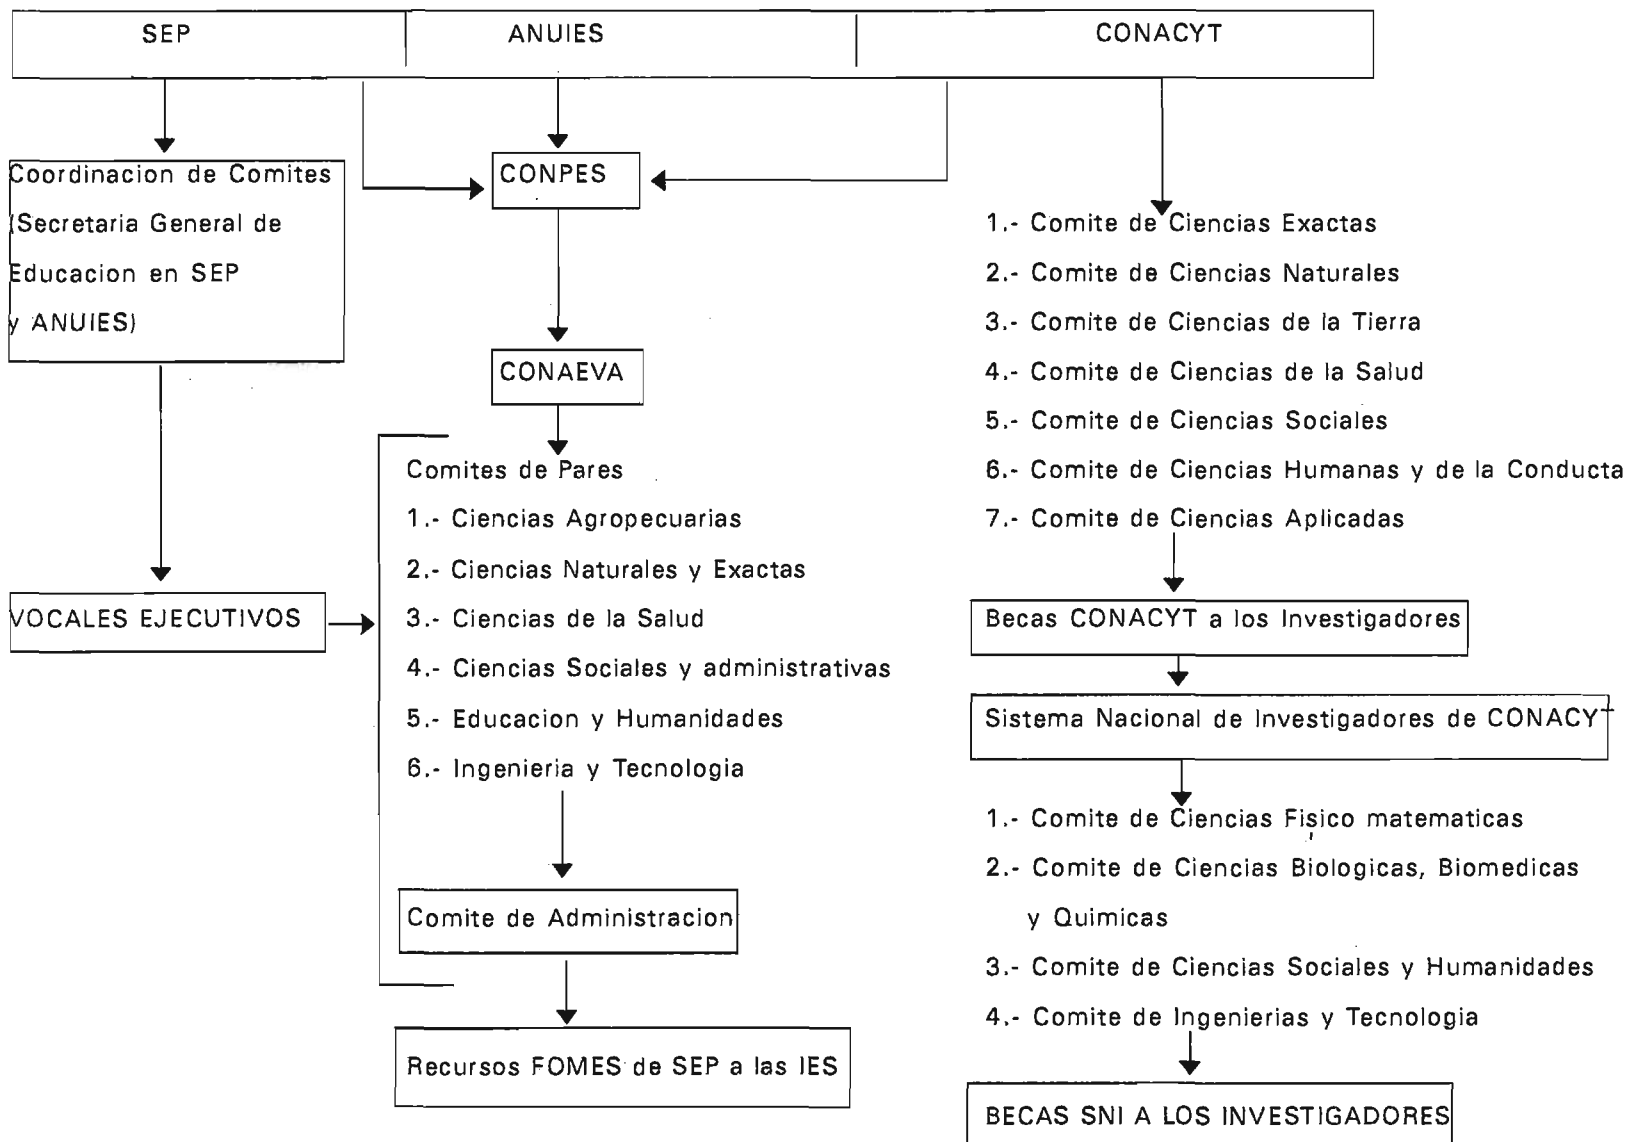 SEP
ANUIES
CONACYT
Coordinacion de Comites
(Secretaria General de
Educacion en SEP
y ANUIES)
VOCALES EJECUTIVOS
CONPES
CONAEVA
Comites de Pares
1.- Ciencias Agropecuarias
2.- Ciencias Naturales y Exactas
3.- Ciencias de la Salud
4.- Ciencias Sociales y administrativas
5.- Educacion y Humanidades
6.- Ingenieria y Tecnologia
Comite de Administracion
Recursos FOMES de SEP a las IES
1.- Comite de Ciencias Exactas
2.- Comite de Ciencias Naturales
3.- Comite de Ciencias de la Tierra
4.- Comite de Ciencias de la Salud
5.- Comite de Ciencias Sociales
6.- Comite de Ciencias Humanas y de la Conducta
7.- Comite de Ciencias Aplicadas
Becas CONACYT a los Investigadores
Sistema Nacional de Investigadores de CONACYT
1.- Comite de Ciencias Fisico matematicas
2.- Comite de Ciencias Biologicas, Biomedicas
y Quimicas
3.- Comite de Ciencias Sociales y Humanidades
4.- Comite de Ingenierias y Tecnologia
BECAS SNI A LOS INVESTIGADORES